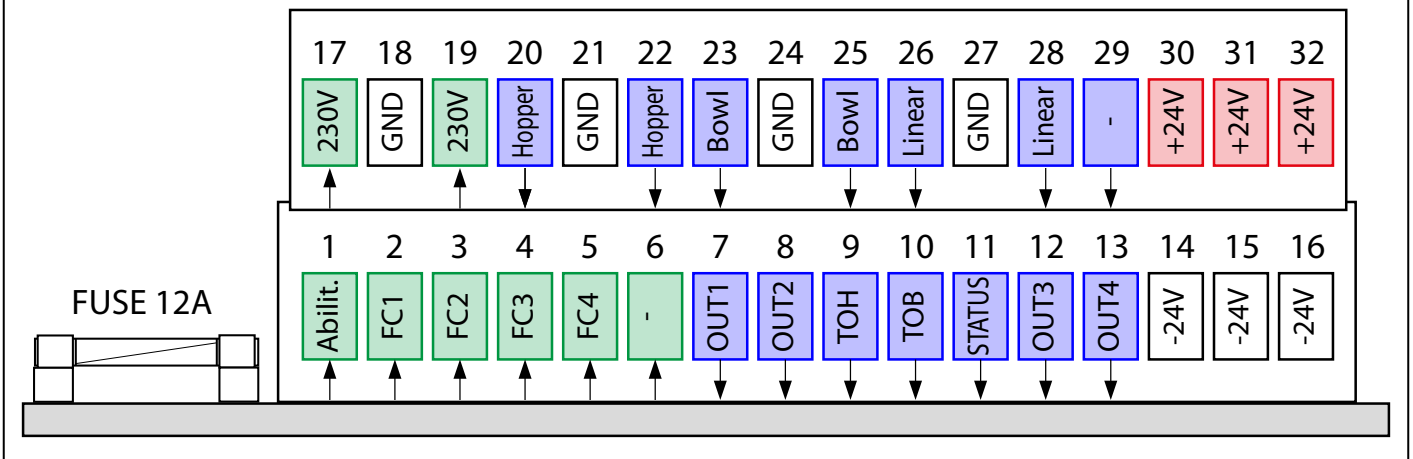 17 18 19 20 21 22 23 24 25 26 27 28 29 30 31 32
230V GND 230V Hopper GND Hopper Bowl GND Bowl Linear GND Linear - +24V +24V +24V
1 2 3 4 5 6 7 8 9 10 11 12 13 14 15 16
FUSE 12A
Abilit. FC1 FC2 FC3 FC4 - OUT1 OUT2 TOH TOB STATUS OUT3 OUT4 -24V -24V -24V